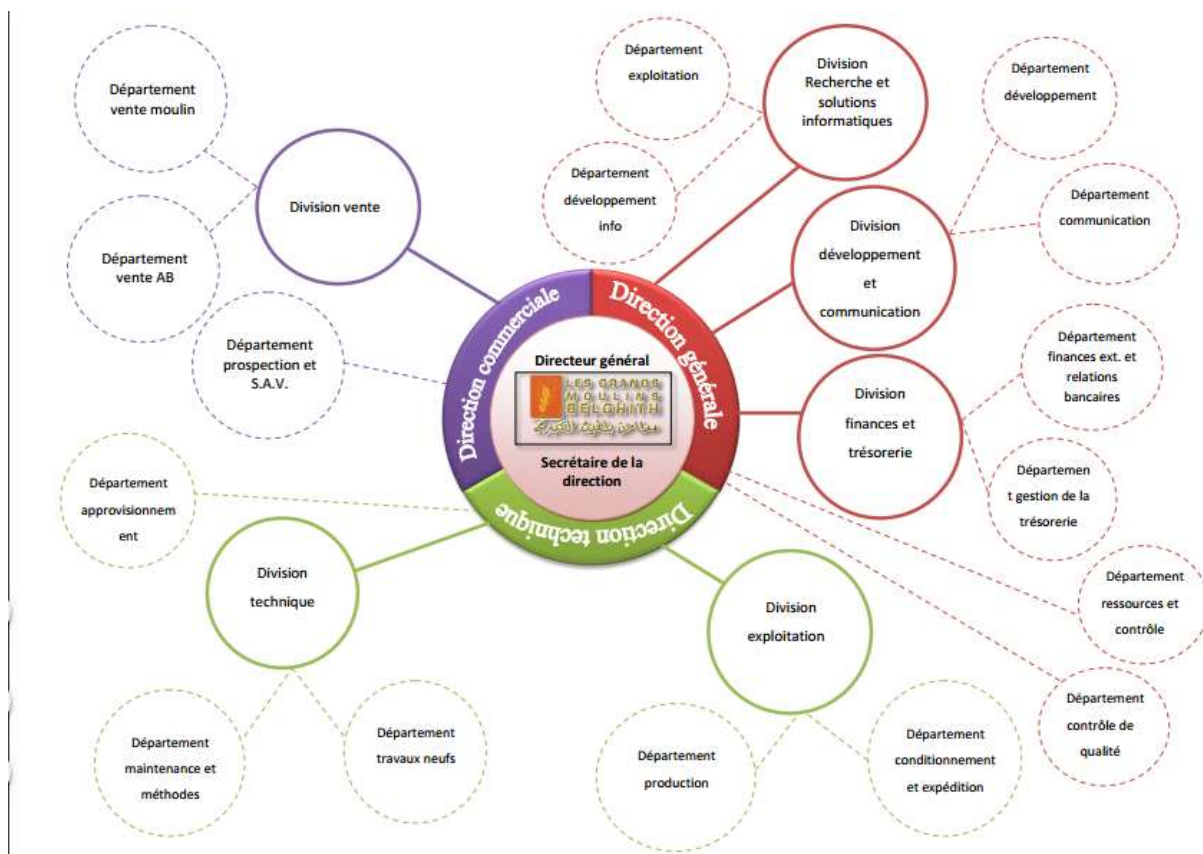 Département
vente moulin
Division vente
Département
vente AB
Département
prospection et
S.A.V.
Département
exploitation
Division
Recherche et
solutions
informatiques
Département
développement
info
Département
développement
Division
développement
et
communication
Département
communication
Division
finances et
trésorerie
Département
finances ext. et
relations
bancaires
Départemen
t gestion de la
trésorerie
Département
ressources et
contrôle
Département
contrôle de
qualité
Direction commerciale
Direction générale
Direction technique
Directeur général
LES GRANDS
MOULINS
BELGHITH
Secrétaire de la
direction
Département
approvisionnem
ent
Division
technique
Département
maintenance et
méthodes
Département
travaux neufs
Division
exploitation
Département
production
Département
conditionnement
et expédition